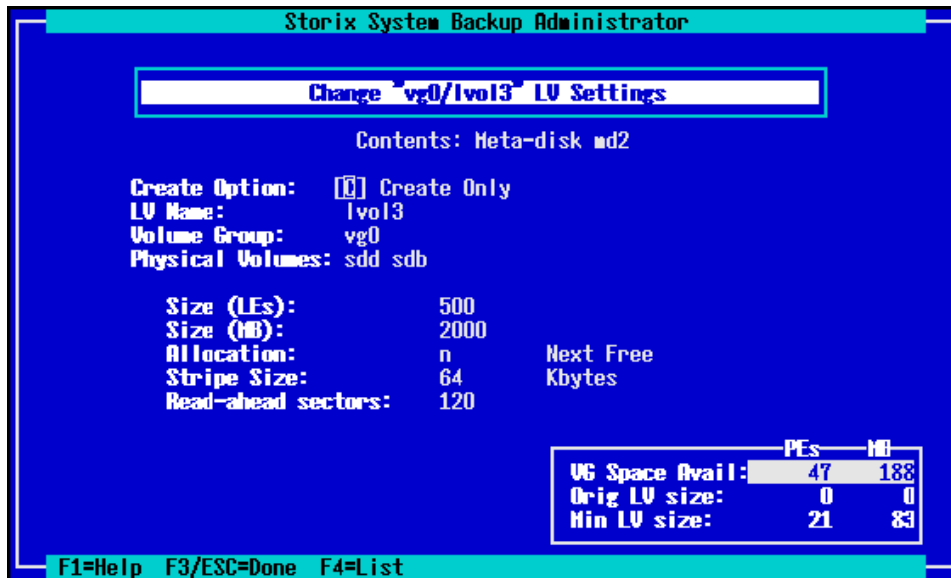 Storix System Backup Administrator
Change "vg0/lvol3" LV Settings
Contents: Meta-disk md2
Create Option: [C] Create Only
LV Name: lvol3
Volume Group: vg0
Physical Volumes: sdd sdb
Size (LEs): 500
Size (MB): 2000
Allocation: n Next Free
Stripe Size: 64 Kbytes
Read-ahead sectors: 120
PEs MB
VG Space Avail: 47 188
Orig LV size: 0 0
Min LV size: 21 83
F1=Help F3/ESC=Done F4=List